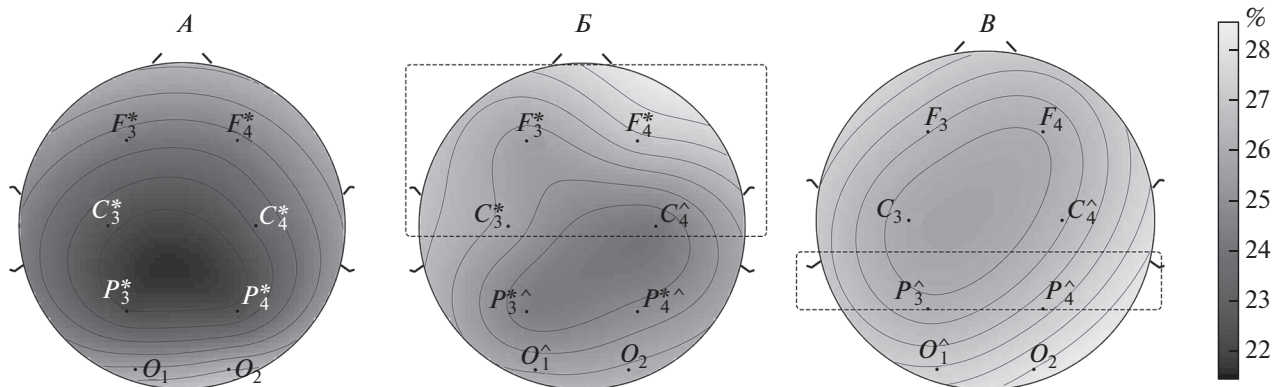 А
F₃* F₄*
C₃* C₄*
P₃* P₄*
O₁ O₂
Б
F₃* F₄*
C₃* C₄^
P₃*^ P₄*^
O₁^ O₂
В
F₃ F₄
C₃ C₄^
P₃^ P₄^
O₁^ O₂
%
28
26
25
24
23
22